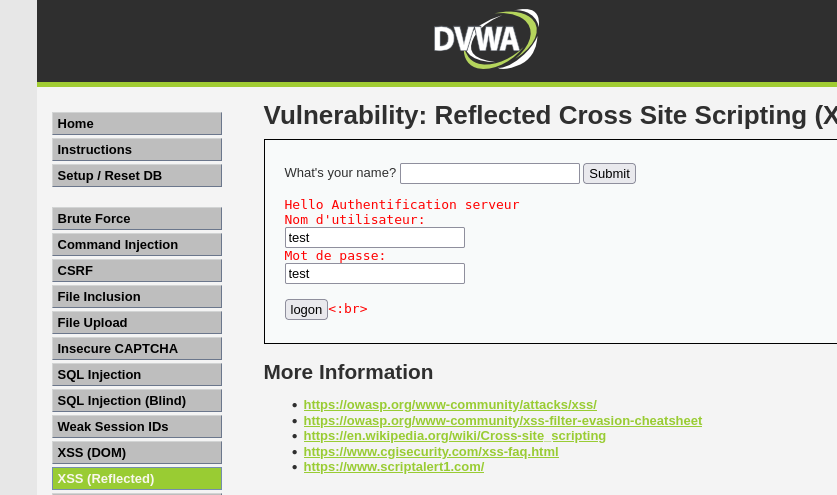 DVWA
Home
Instructions
Setup / Reset DB
Brute Force
Command Injection
CSRF
File Inclusion
File Upload
Insecure CAPTCHA
SQL Injection
SQL Injection (Blind)
Weak Session IDs
XSS (DOM)
XSS (Reflected)
Vulnerability: Reflected Cross Site Scripting (X
What's your name? Submit
Hello Authentification serveur
Nom d'utilisateur:
test
Mot de passe:
test
logon<:br>
More Information
• https://owasp.org/www-community/attacks/xss/
• https://owasp.org/www-community/xss-filter-evasion-cheatsheet
• https://en.wikipedia.org/wiki/Cross-site_scripting
• https://www.cgisecurity.com/xss-faq.html
• https://www.scriptalert1.com/